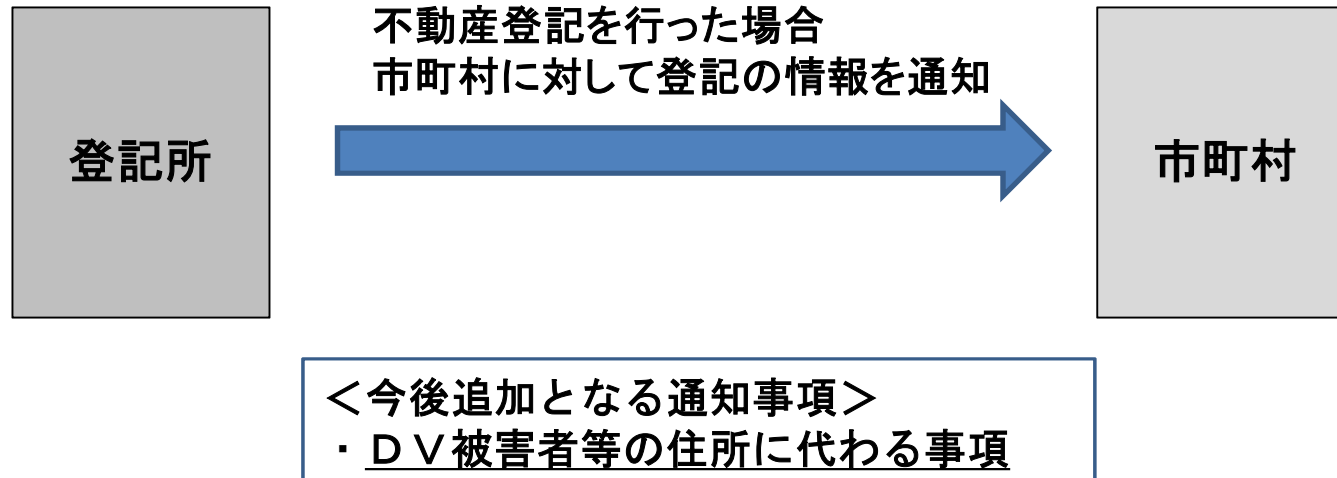 不動産登記を行った場合
市町村に対して登記の情報を通知
登記所
市町村
＜今後追加となる通知事項＞
・ＤＶ被害者等の住所に代わる事項